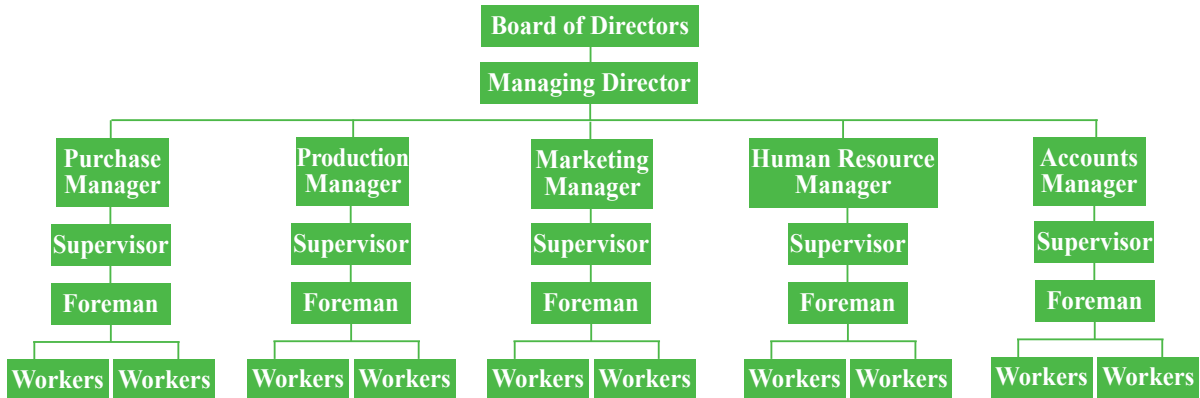 Board of Directors
Managing Director
Purchase
Manager
Production
Manager
Marketing
Manager
Human Resource
Manager
Accounts
Manager
Supervisor
Supervisor
Supervisor
Supervisor
Supervisor
Foreman
Foreman
Foreman
Foreman
Foreman
Workers
Workers
Workers
Workers
Workers
Workers
Workers
Workers
Workers
Workers